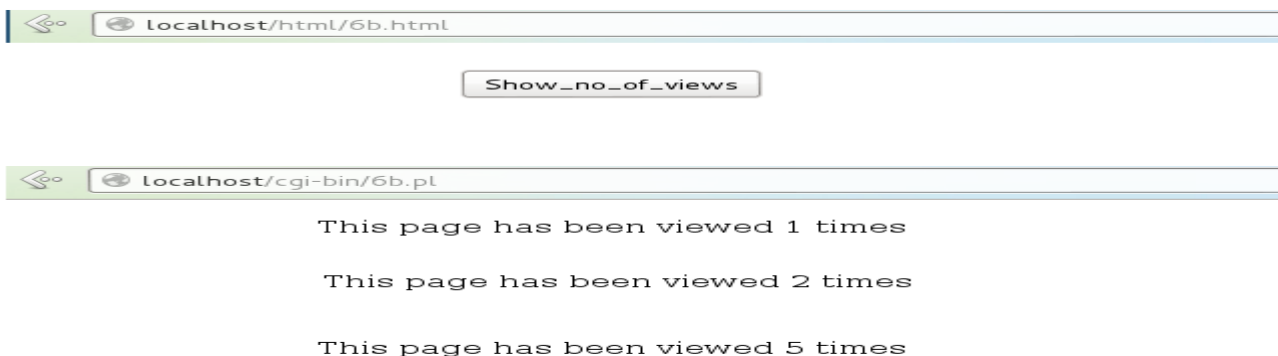 localhost/html/6b.html
Show_no_of_views
localhost/cgi-bin/6b.pl
This page has been viewed 1 times
This page has been viewed 2 times
This page has been viewed 5 times